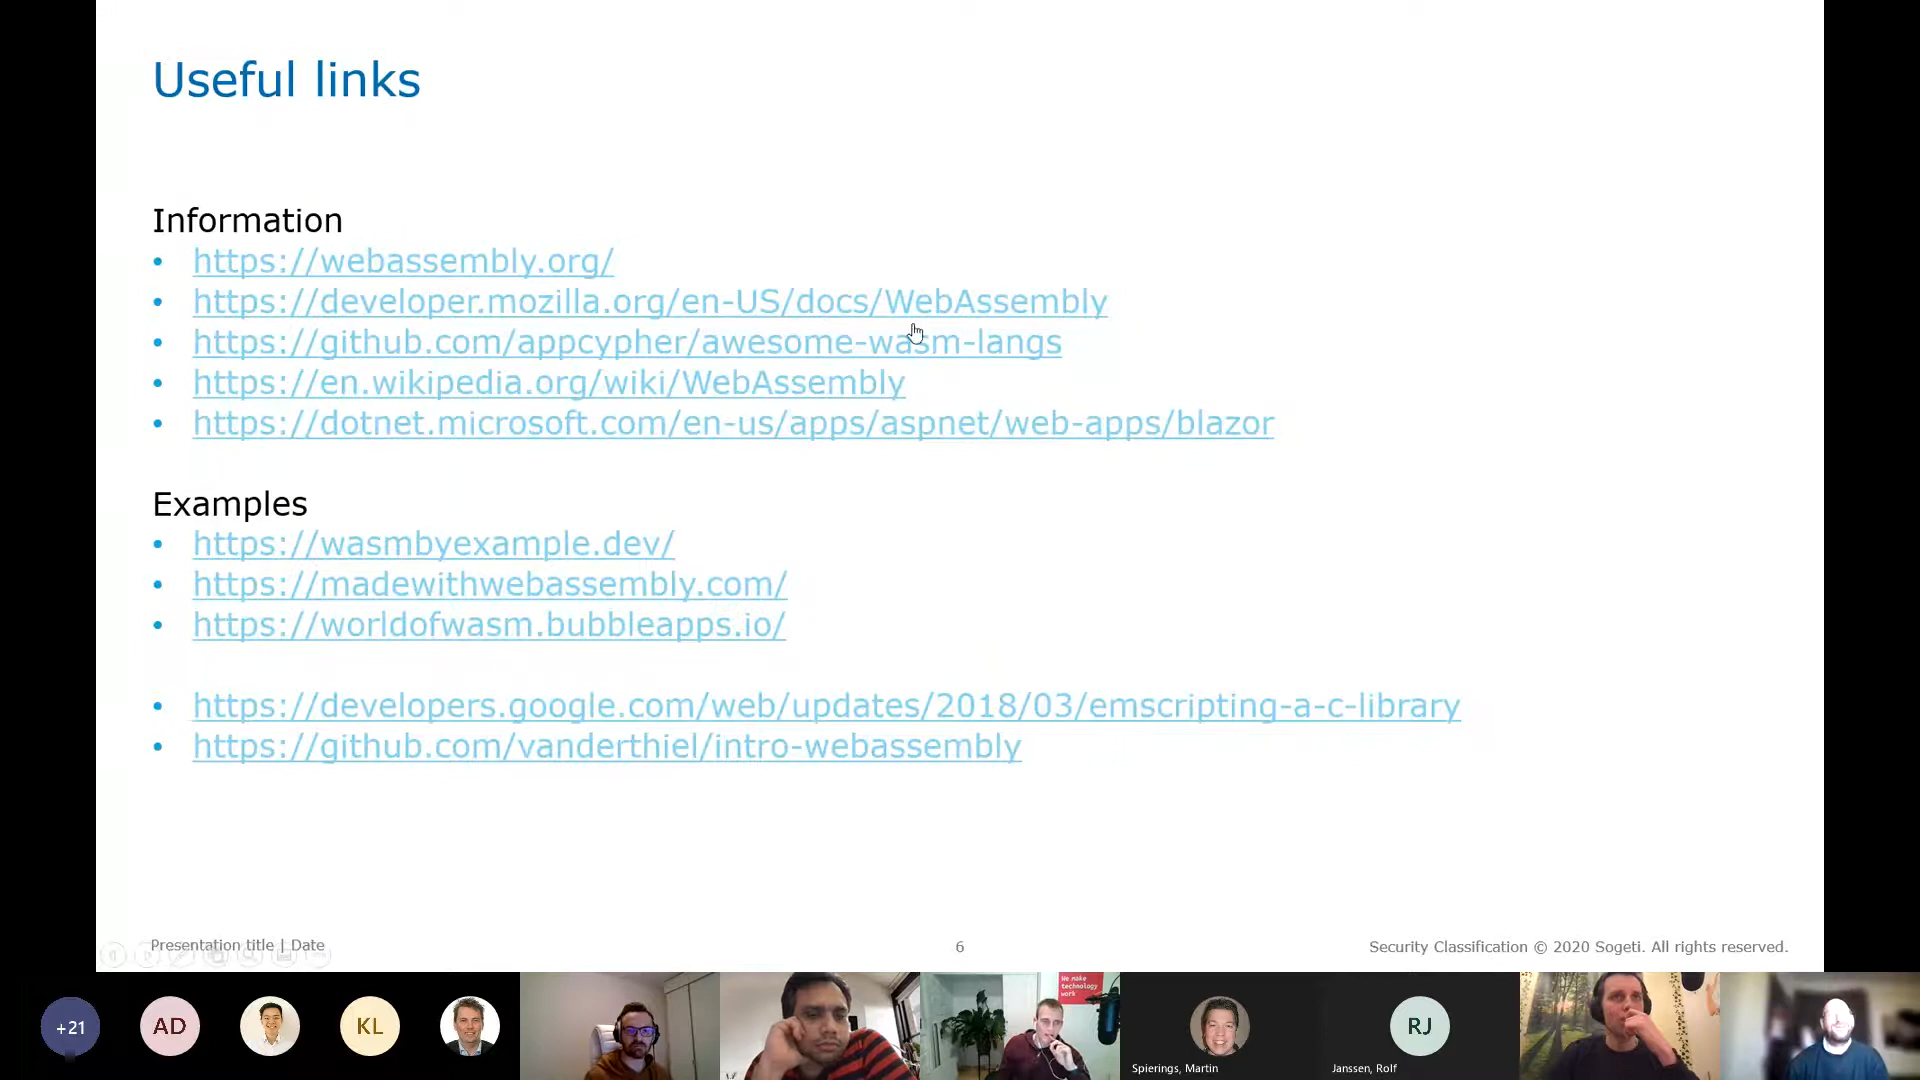 Useful links
Information
• https://webassembly.org/
• https://developer.mozilla.org/en-US/docs/WebAssembly
• https://github.com/appcypher/awesome-wasm-langs
• https://en.wikipedia.org/wiki/WebAssembly
• https://dotnet.microsoft.com/en-us/apps/aspnet/web-apps/blazor
Examples
• https://wasmbyexample.dev/
• https://madewithwebassembly.com/
• https://worldofwasm.bubbleapps.io/
• https://developers.google.com/web/updates/2018/03/emscripting-a-c-library
• https://github.com/vanderthiel/intro-webassembly
Presentation title | Date
6
Security Classification © 2020 Sogeti. All rights reserved.
+21
AD
KL
We make
technology
work
Spierings, Martin
RJ
Janssen, Rolf